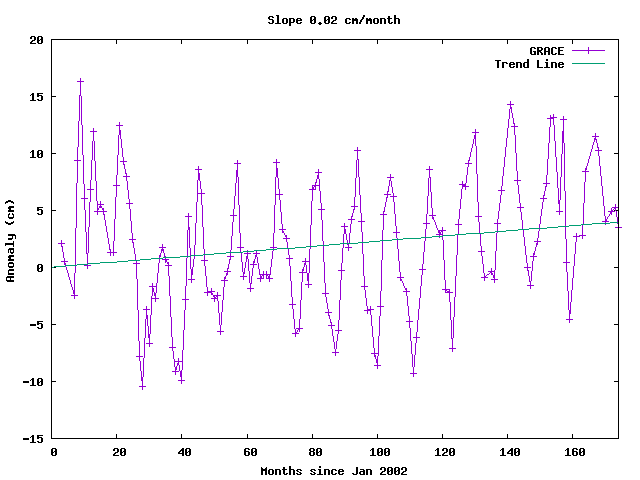 Slope 0.02 cm/month
GRACE
Trend Line
20
15
10
5
0
-5
-10
-15
Anomaly (cm)
0 20 40 60 80 100 120 140 160
Months since Jan 2002